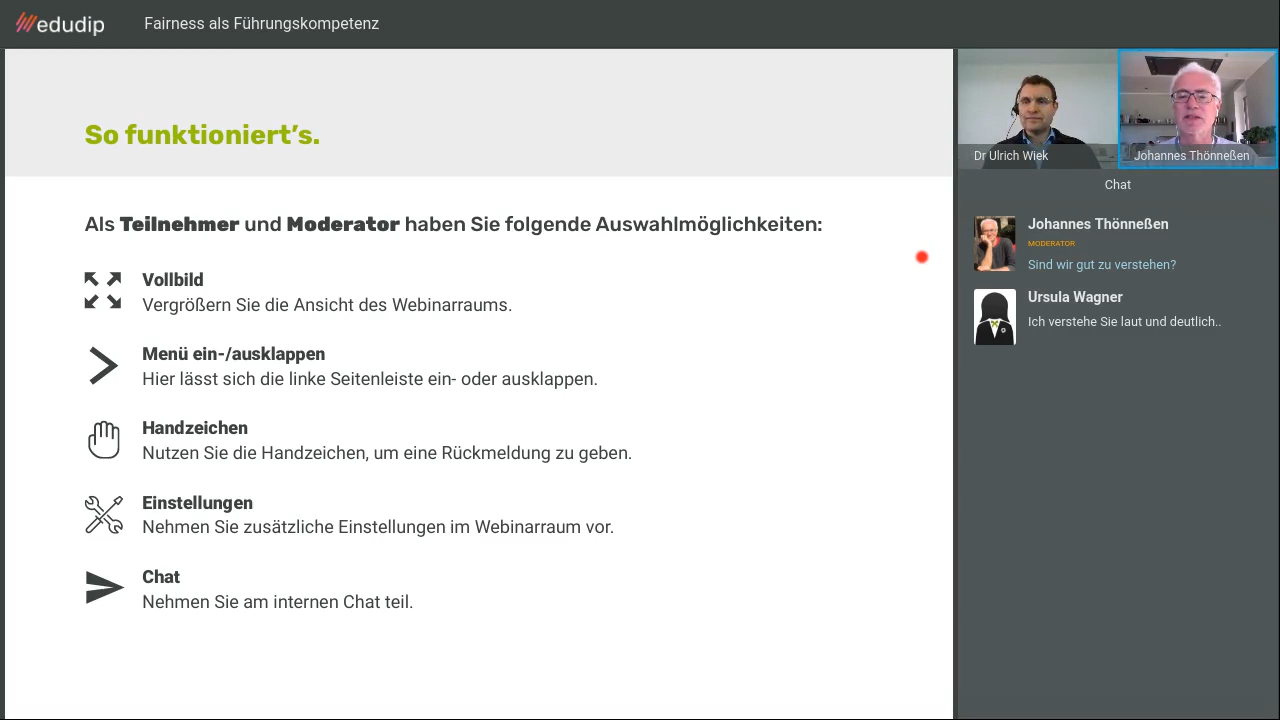 edudip
Fairness als Führungskompetenz
So funktioniert's.
Als Teilnehmer und Moderator haben Sie folgende Auswahlmöglichkeiten:
Vollbild
Vergrößern Sie die Ansicht des Webinarraums.
Menü ein-/ausklappen
Hier lässt sich die linke Seitenleiste ein- oder ausklappen.
Handzeichen
Nutzen Sie die Handzeichen, um eine Rückmeldung zu geben.
Einstellungen
Nehmen Sie zusätzliche Einstellungen im Webinarraum vor.
Chat
Nehmen Sie am internen Chat teil.
Dr Ulrich Wiek
Johannes Thönneßen
Chat
Johannes Thönneßen
MODERATOR
Sind wir gut zu verstehen?
Ursula Wagner
Ich verstehe Sie laut und deutlich..